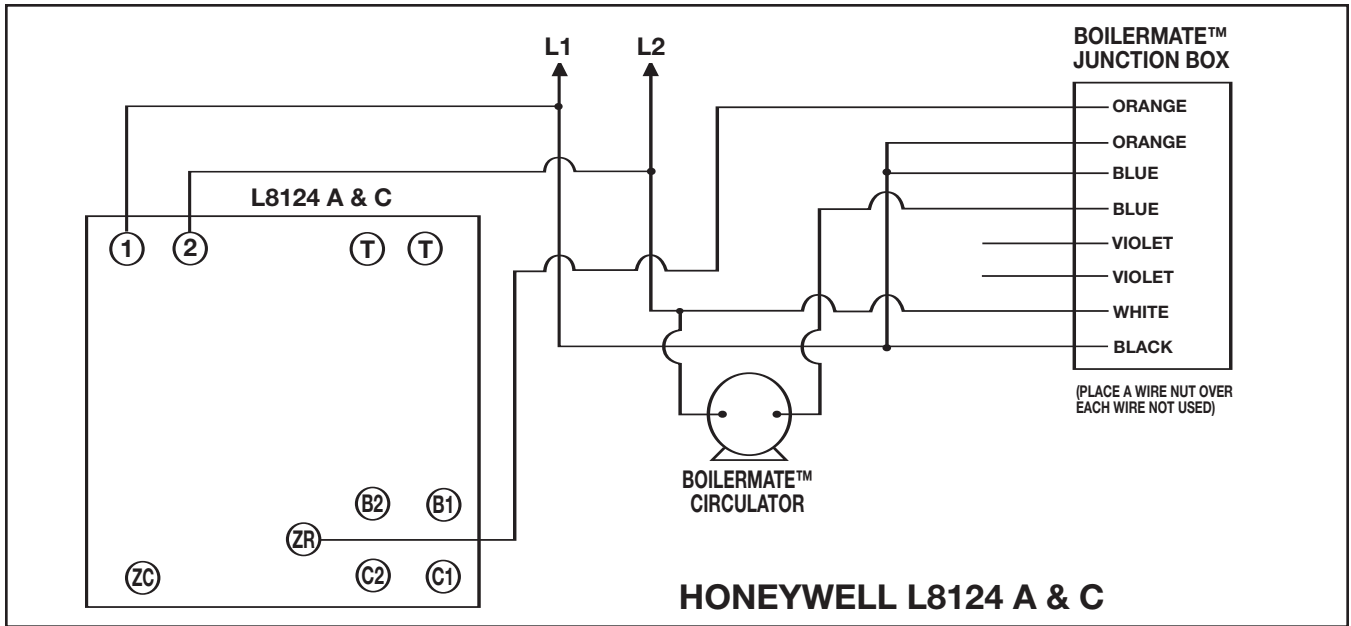 L1
L2
BOILERMATE™
JUNCTION BOX
ORANGE
ORANGE
BLUE
BLUE
VIOLET
VIOLET
WHITE
BLACK
(PLACE A WIRE NUT OVER
EACH WIRE NOT USED)
L8124 A & C
1
2
T
T
BOILERMATE™
CIRCULATOR
B2
B1
ZR
ZC
C2
C1
HONEYWELL L8124 A & C